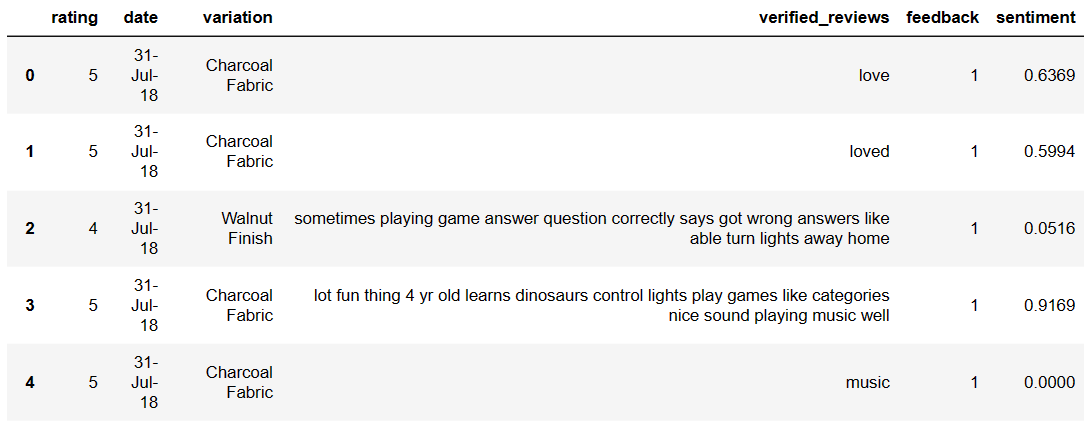 rating date variation verified_reviews feedback sentiment
0 5 31-Jul-18 Charcoal Fabric love 1 0.6369
1 5 31-Jul-18 Charcoal Fabric loved 1 0.5994
2 4 31-Jul-18 Walnut Finish sometimes playing game answer question correctly says got wrong answers like able turn lights away home 1 0.0516
3 5 31-Jul-18 Charcoal Fabric lot fun thing 4 yr old learns dinosaurs control lights play games like categories nice sound playing music well 1 0.9169
4 5 31-Jul-18 Charcoal Fabric music 1 0.0000